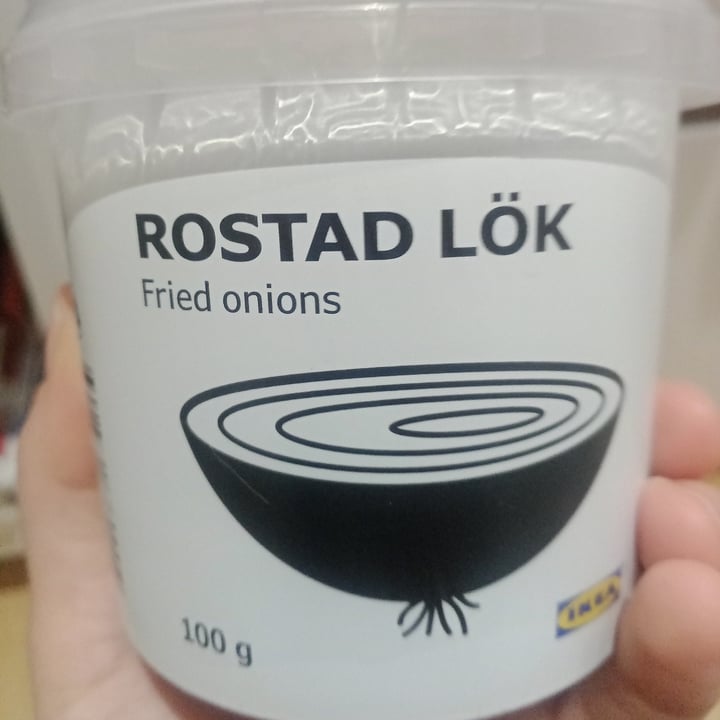 ROSTAD LÖK
Fried onions
100 g
IKEA